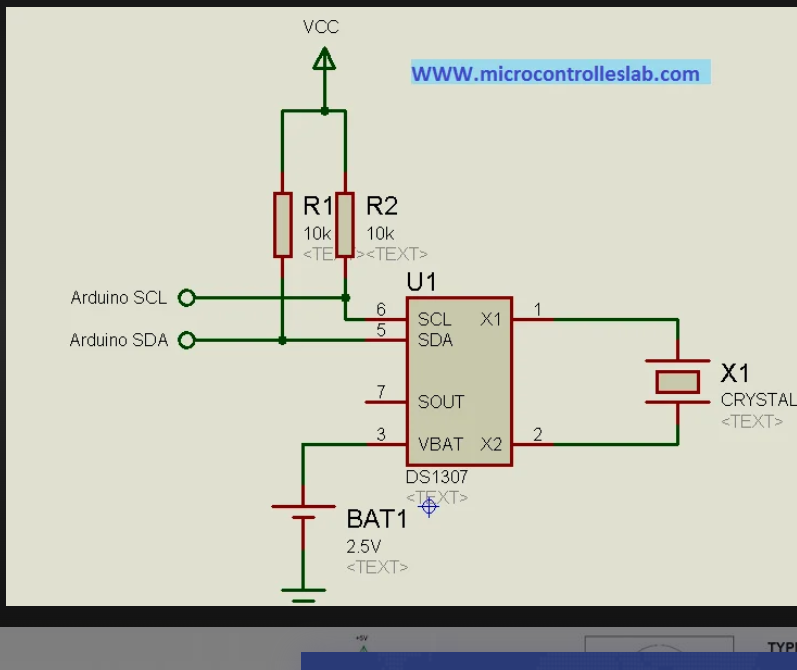 VCC
WWW.microcontrolleslab.com
R1
10k
<TEXT>
R2
10k
<TEXT>
U1
Arduino SCL
Arduino SDA
6
5
7
3
SCL
SDA
SOUT
VBAT
X1
X2
1
2
DS1307
<TEXT>
X1
CRYSTAL
<TEXT>
BAT1
2.5V
<TEXT>
+5V